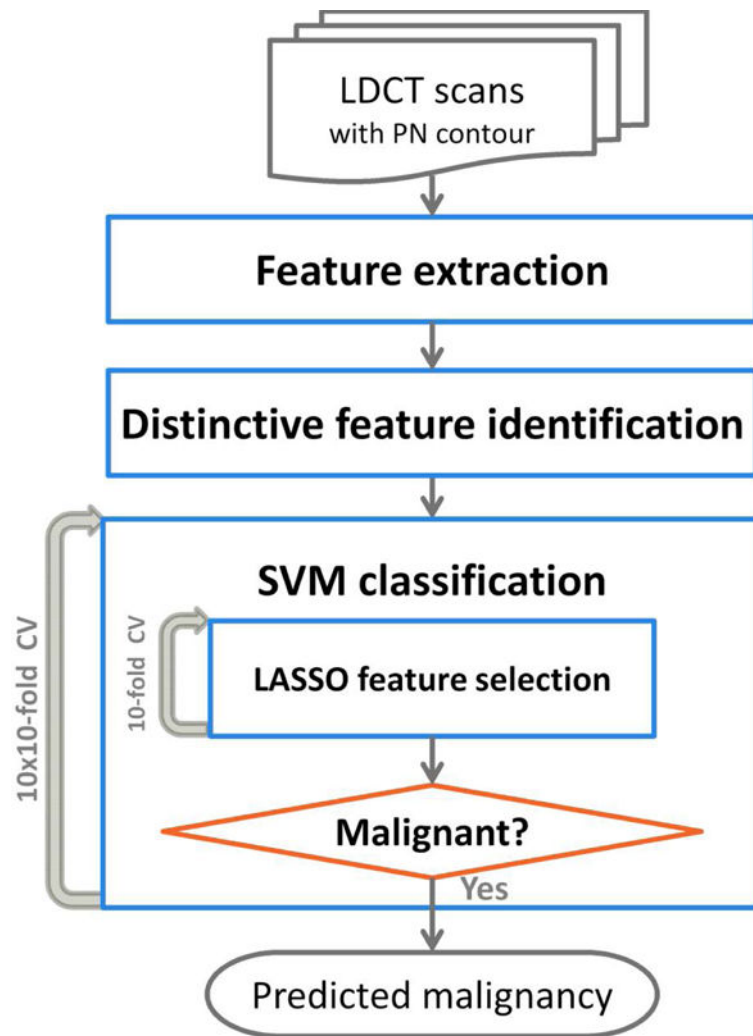 LDCT scans
with PN contour
Feature extraction
Distinctive feature identification
SVM classification
10x10-fold CV
10-fold CV
LASSO feature selection
Malignant?
Yes
Predicted malignancy